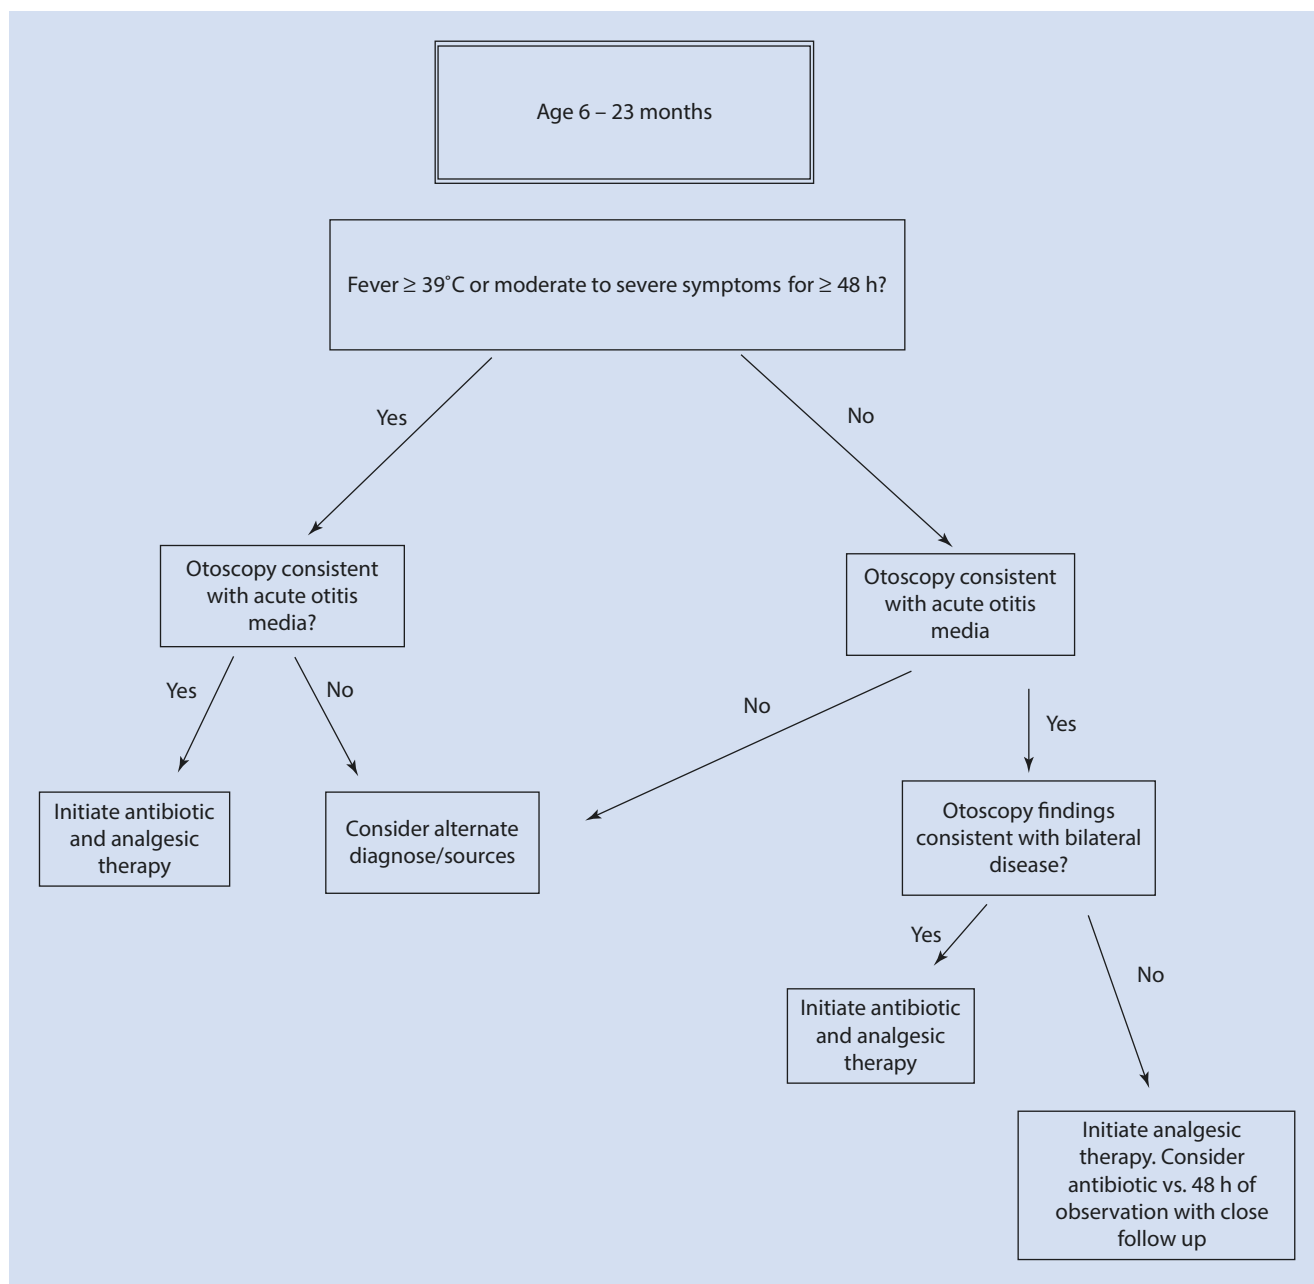 Age 6 – 23 months
Fever ≥ 39˚C or moderate to severe symptoms for ≥ 48 h?
Yes
No
Otoscopy consistent
with acute otitis
media?
Otoscopy consistent
with acute otitis
media
Yes
No
No
Yes
Initiate antibiotic
and analgesic
therapy
Consider alternate
diagnose/sources
Otoscopy findings
consistent with bilateral
disease?
Yes
No
Initiate antibiotic
and analgesic
therapy
Initiate analgesic
therapy. Consider
antibiotic vs. 48 h of
observation with close
follow up